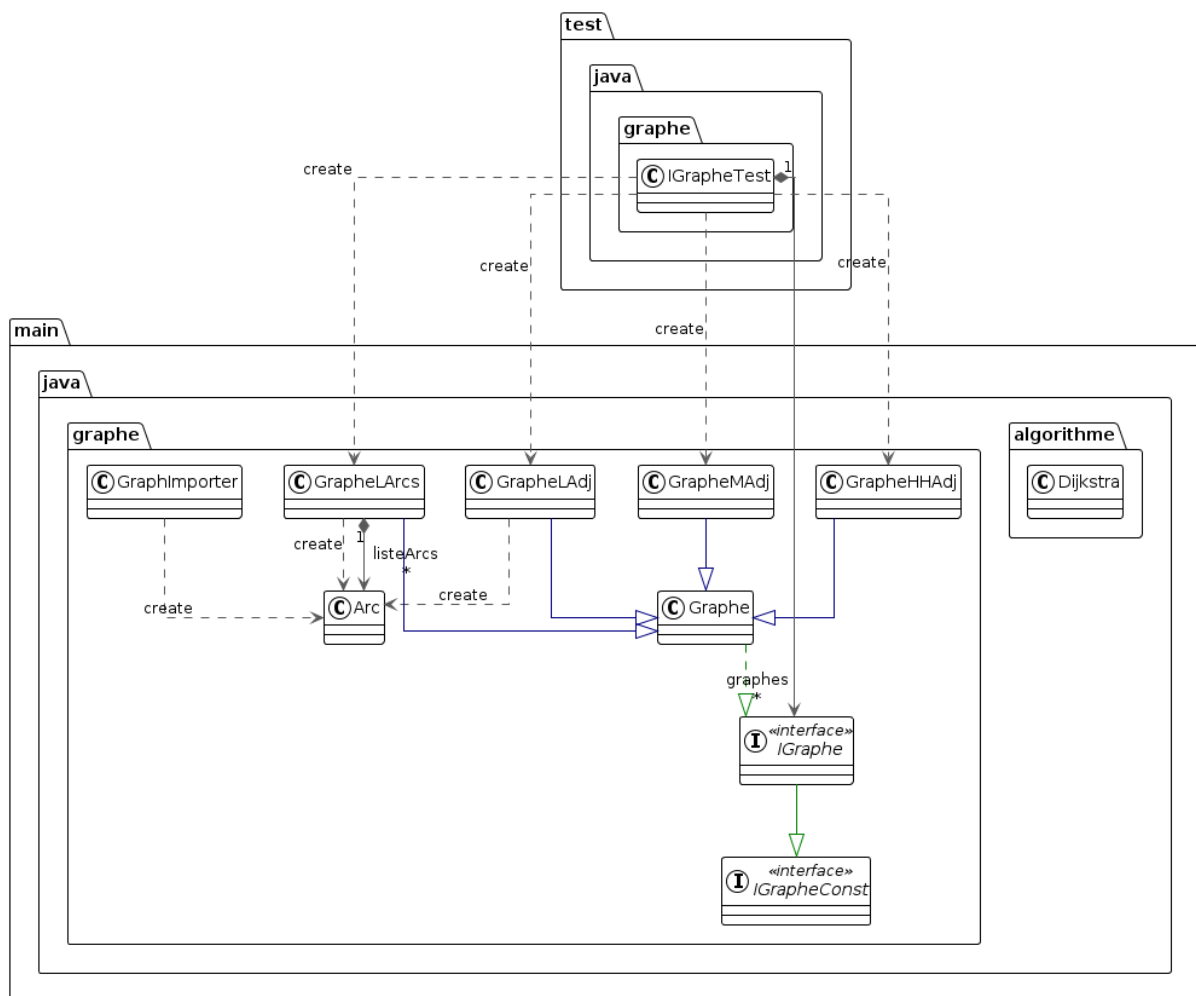 test
java
graphe
create
C IGrapheTest 1
create
create
create
main
java
graphe
algorithme
C GraphImporter
C GrapheLArcs
C GrapheLAdj
C GrapheMAdj
C GrapheHHAdj
C Dijkstra
1
create
listeArcs
*
create
create
C Arc
C Graphe
graphes
*
«interface»
I IGraphe
«interface»
I IGrapheConst